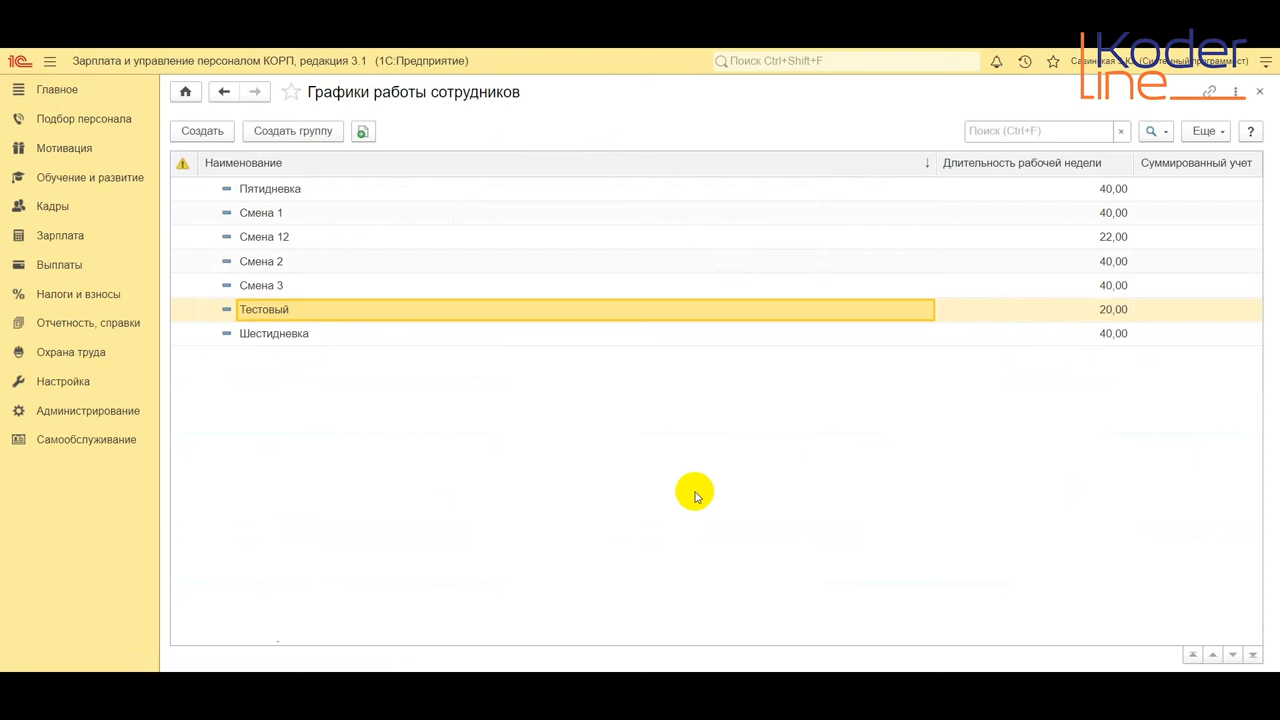 Koder
Line
1С Зарплата и управление персоналом КОРП, редакция 3.1 (1С:Предприятие)
Поиск Ctrl+Shift+F
Главное
Подбор персонала
Мотивация
Обучение и развитие
Кадры
Зарплата
Выплаты
Налоги и взносы
Отчетность, справки
Охрана труда
Настройка
Администрирование
Самообслуживание
Графики работы сотрудников
Создать
Создать группу
Поиск (Ctrl+F)
×
Еще
?
Наименование
Длительность рабочей недели
Суммированный учет
Пятидневка 40,00
Смена 1 40,00
Смена 12 22,00
Смена 2 40,00
Смена 3 40,00
Тестовый 20,00
Шестидневка 40,00